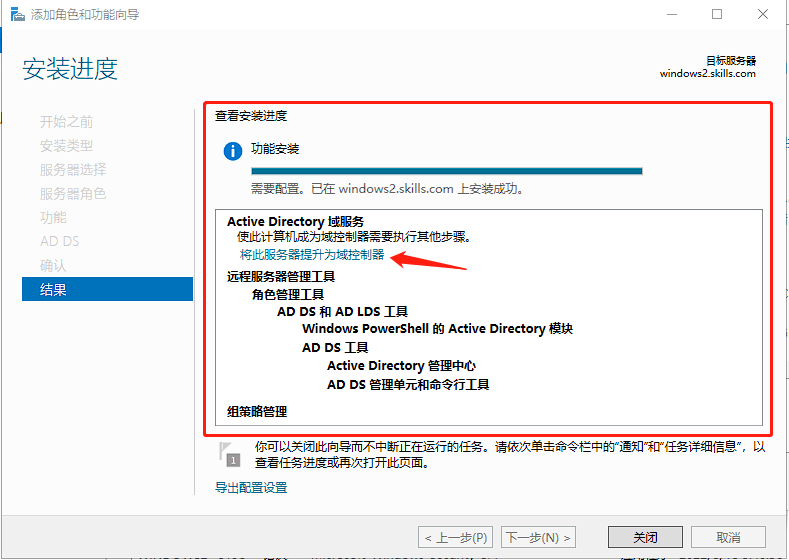 添加角色和功能向导
安装进度
目标服务器
windows2.skills.com
开始之前
安装类型
服务器选择
服务器角色
功能
AD DS
确认
结果
查看安装进度
功能安装
需要配置。已在 windows2.skills.com 上安装成功。
Active Directory 域服务
使此计算机成为域控制器需要执行其他步骤。
将此服务器提升为域控制器
远程服务器管理工具
角色管理工具
AD DS 和 AD LDS 工具
Windows PowerShell 的 Active Directory 模块
AD DS 工具
Active Directory 管理中心
AD DS 管理单元和命令行工具
组策略管理
1
你可以关闭此向导而不中断正在运行的任务。请依次单击命令栏中的"通知"和"任务详细信息"，以
查看任务进度或再次打开此页面。
导出配置设置
< 上一步(P)
下一步(N) >
关闭
取消